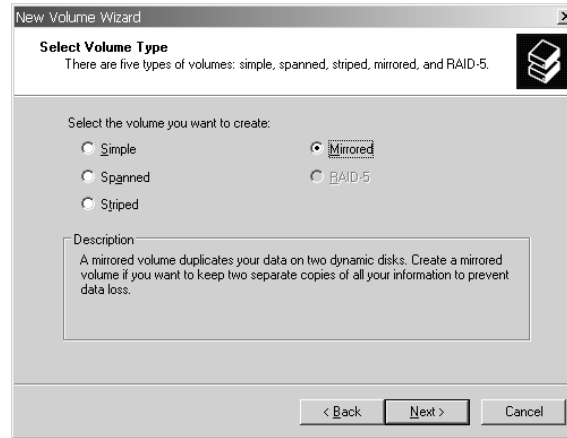 New Volume Wizard
Select Volume Type
There are five types of volumes: simple, spanned, striped, mirrored, and RAID-5.
Select the volume you want to create:
Simple
Mirrored
Spanned
RAID-5
Striped
Description
A mirrored volume duplicates your data on two dynamic disks. Create a mirrored
volume if you want to keep two separate copies of all your information to prevent
data loss.
< Back
Next >
Cancel